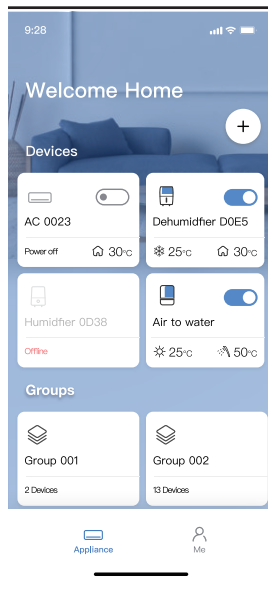 9:28
Welcome Home
+
Devices
AC 0023
Power off 30°C
Dehumidfier D0E5
25°C 30°C
Humidfier 0D38
Offline
Air to water
25°C 50°C
Groups
Group 001
2 Devices
Group 002
13 Devices
Appliance
Me